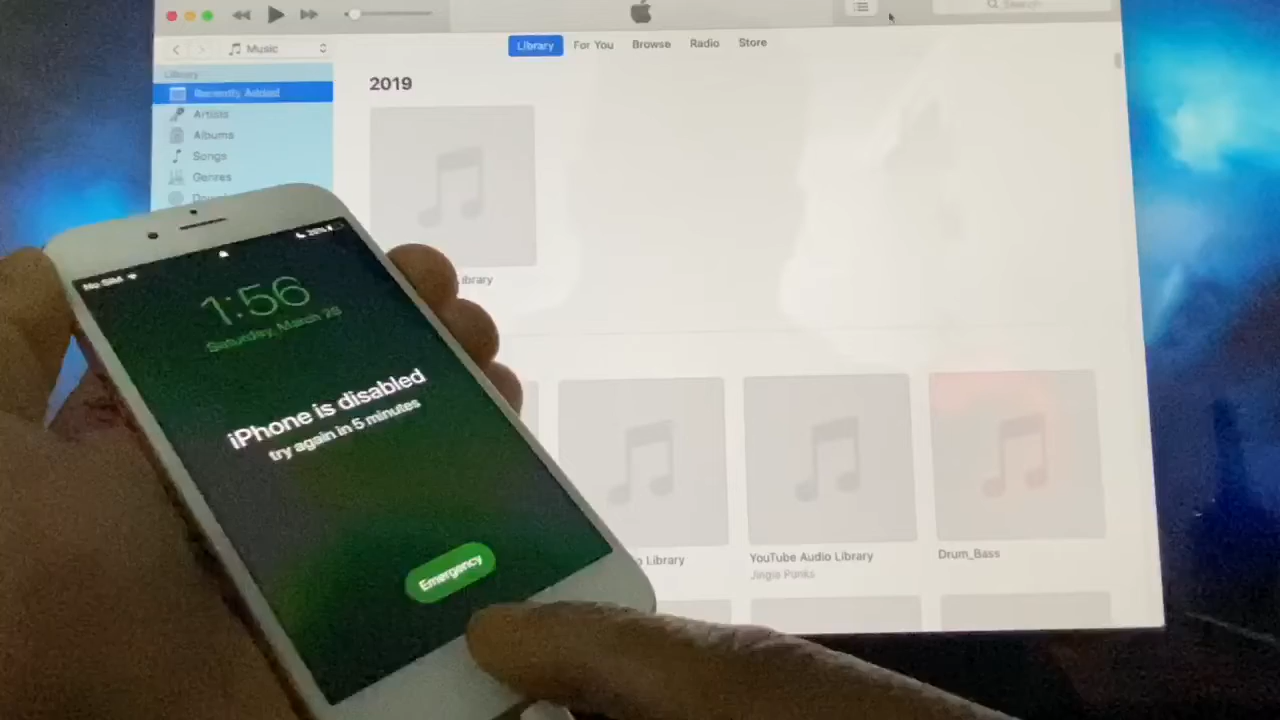 Search
Music
Library
For You
Browse
Radio
Store
Library
Recently Added
Artists
Albums
Songs
Genres
2019
Library
No SIM
1:56
Saturday, March 28
iPhone is disabled
try again in 5 minutes
Emergency
Library
YouTube Audio Library
Jingle Punks
Drum_Bass